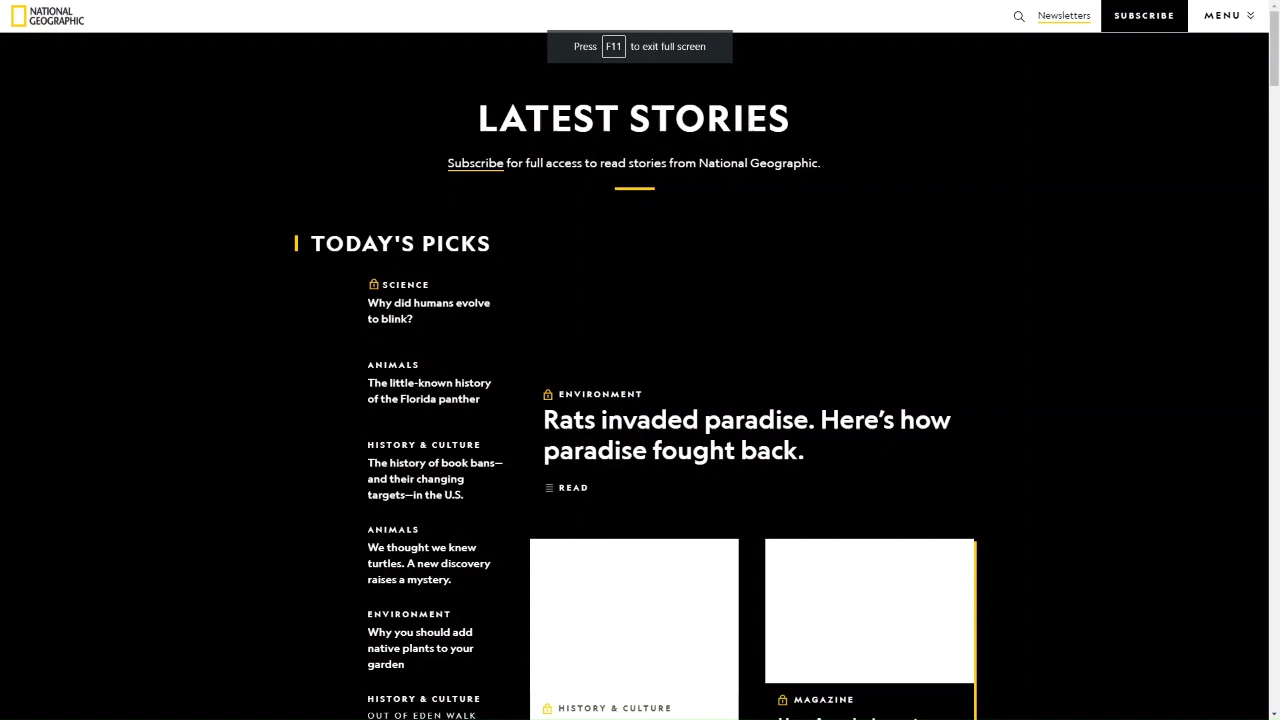 NATIONAL
GEOGRAPHIC
Newsletters
SUBSCRIBE
MENU
Press F11 to exit full screen
LATEST STORIES
Subscribe for full access to read stories from National Geographic.
TODAY'S PICKS
SCIENCE
Why did humans evolve
to blink?
ANIMALS
The little-known history
of the Florida panther
HISTORY & CULTURE
The history of book bans—
and their changing
targets—in the U.S.
ANIMALS
We thought we knew
turtles. A new discovery
raises a mystery.
ENVIRONMENT
Why you should add
native plants to your
garden
HISTORY & CULTURE
OUT OF EDEN WALK
ENVIRONMENT
Rats invaded paradise. Here’s how
paradise fought back.
READ
HISTORY & CULTURE
MAGAZINE